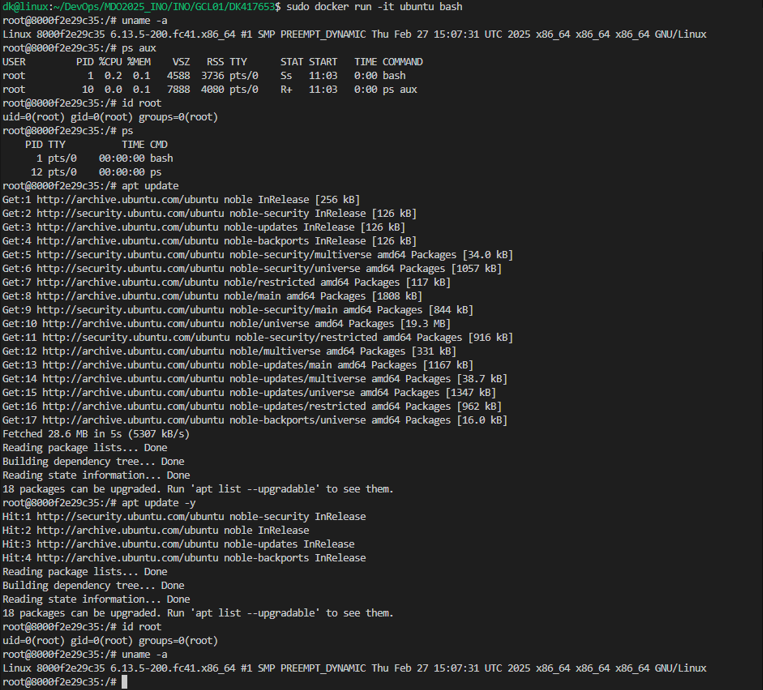 dk@linux:~/DevOps/MDO2025_INO/INO/GCL01/DK417653$ sudo docker run -it ubuntu bash
root@8000f2e29c35:/# uname -a
Linux 8000f2e29c35 6.13.5-200.fc41.x86_64 #1 SMP PREEMPT_DYNAMIC Thu Feb 27 15:07:31 UTC 2025 x86_64 x86_64 x86_64 GNU/Linux
root@8000f2e29c35:/# ps aux
USER         PID %CPU %MEM    VSZ   RSS TTY      STAT START   TIME COMMAND
root           1  0.2  0.1   4588  3736 pts/0    Ss   11:03   0:00 bash
root          10  0.0  0.1   7888  4080 pts/0    R+   11:03   0:00 ps aux
root@8000f2e29c35:/# id root
uid=0(root) gid=0(root) groups=0(root)
root@8000f2e29c35:/# ps
    PID TTY          TIME CMD
      1 pts/0    00:00:00 bash
     12 pts/0    00:00:00 ps
root@8000f2e29c35:/# apt update
Get:1 http://archive.ubuntu.com/ubuntu noble InRelease [256 kB]
Get:2 http://security.ubuntu.com/ubuntu noble-security InRelease [126 kB]
Get:3 http://archive.ubuntu.com/ubuntu noble-updates InRelease [126 kB]
Get:4 http://archive.ubuntu.com/ubuntu noble-backports InRelease [126 kB]
Get:5 http://security.ubuntu.com/ubuntu noble-security/multiverse amd64 Packages [34.0 kB]
Get:6 http://security.ubuntu.com/ubuntu noble-security/universe amd64 Packages [1057 kB]
Get:7 http://archive.ubuntu.com/ubuntu noble/restricted amd64 Packages [117 kB]
Get:8 http://archive.ubuntu.com/ubuntu noble/main amd64 Packages [1808 kB]
Get:9 http://security.ubuntu.com/ubuntu noble-security/main amd64 Packages [844 kB]
Get:10 http://archive.ubuntu.com/ubuntu noble/universe amd64 Packages [19.3 MB]
Get:11 http://security.ubuntu.com/ubuntu noble-security/restricted amd64 Packages [916 kB]
Get:12 http://archive.ubuntu.com/ubuntu noble/multiverse amd64 Packages [331 kB]
Get:13 http://archive.ubuntu.com/ubuntu noble-updates/main amd64 Packages [1167 kB]
Get:14 http://archive.ubuntu.com/ubuntu noble-updates/multiverse amd64 Packages [38.7 kB]
Get:15 http://archive.ubuntu.com/ubuntu noble-updates/universe amd64 Packages [1347 kB]
Get:16 http://archive.ubuntu.com/ubuntu noble-updates/restricted amd64 Packages [962 kB]
Get:17 http://archive.ubuntu.com/ubuntu noble-backports/universe amd64 Packages [16.0 kB]
Fetched 28.6 MB in 5s (5307 kB/s)
Reading package lists... Done
Building dependency tree... Done
Reading state information... Done
18 packages can be upgraded. Run 'apt list --upgradable' to see them.
root@8000f2e29c35:/# apt update -y
Hit:1 http://security.ubuntu.com/ubuntu noble-security InRelease
Hit:2 http://archive.ubuntu.com/ubuntu noble InRelease
Hit:3 http://archive.ubuntu.com/ubuntu noble-updates InRelease
Hit:4 http://archive.ubuntu.com/ubuntu noble-backports InRelease
Reading package lists... Done
Building dependency tree... Done
Reading state information... Done
18 packages can be upgraded. Run 'apt list --upgradable' to see them.
root@8000f2e29c35:/# id root
uid=0(root) gid=0(root) groups=0(root)
root@8000f2e29c35:/# uname -a
Linux 8000f2e29c35 6.13.5-200.fc41.x86_64 #1 SMP PREEMPT_DYNAMIC Thu Feb 27 15:07:31 UTC 2025 x86_64 x86_64 x86_64 GNU/Linux
root@8000f2e29c35:/#